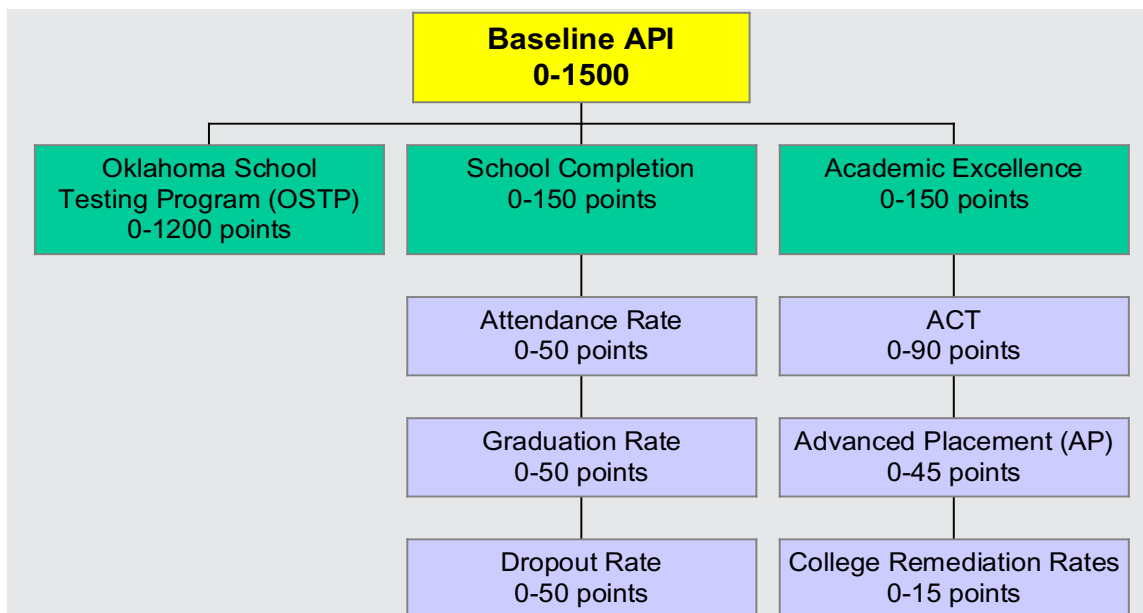 Baseline API
0-1500
Oklahoma School
Testing Program (OSTP)
0-1200 points
School Completion
0-150 points
Academic Excellence
0-150 points
Attendance Rate
0-50 points
ACT
0-90 points
Graduation Rate
0-50 points
Advanced Placement (AP)
0-45 points
Dropout Rate
0-50 points
College Remediation Rates
0-15 points